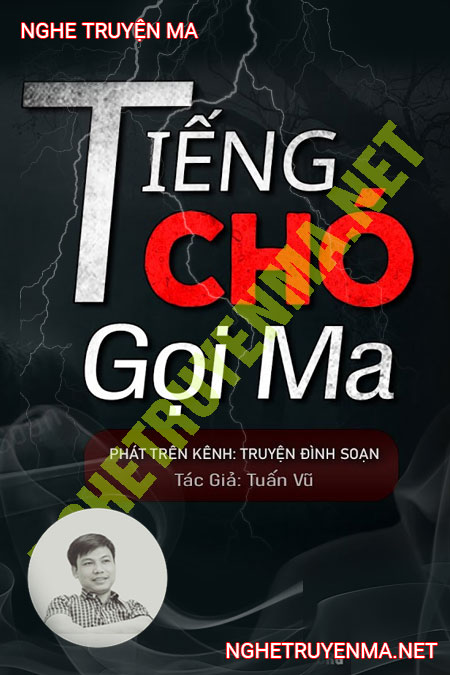 NGHE TRUYỆN MA
TIẾNG
CHÓ
Gọi Ma
PHÁT TRÊN KÊNH: TRUYỆN ĐÌNH SOẠN
Tác Giả: Tuấn Vũ
NGHETRUYENMA.NET
NGHETRUYENMA.NET